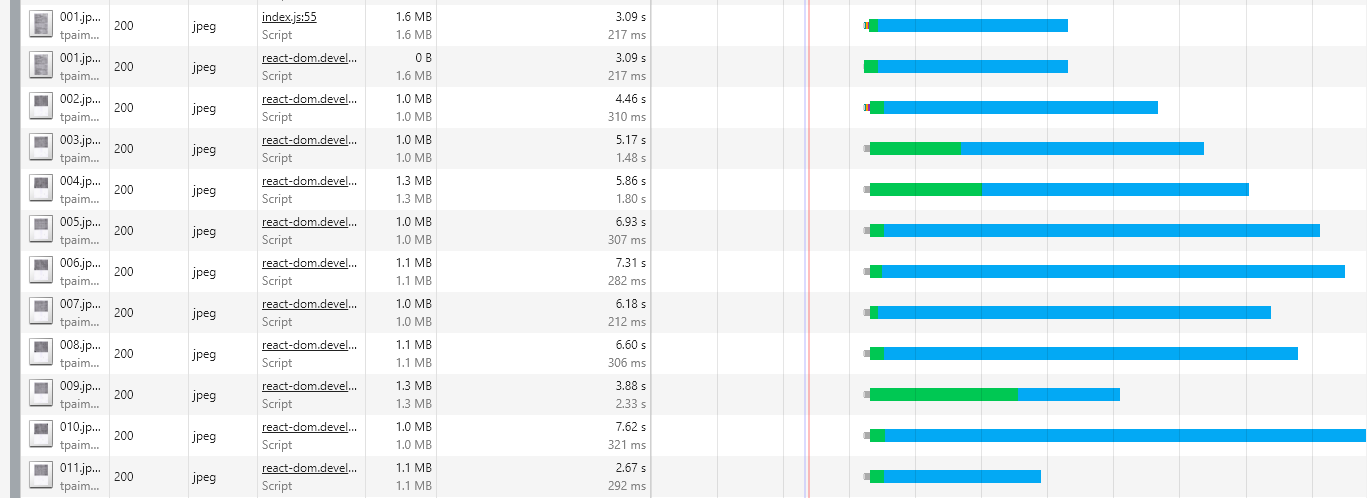 001.jp... 200 jpeg index.js:55 1.6 MB 3.09 s
tpaim... Script 1.6 MB 217 ms
001.jp... 200 jpeg react-dom.devel... 0 B 3.09 s
tpaim... Script 1.6 MB 217 ms
002.jp... 200 jpeg react-dom.devel... 1.0 MB 4.46 s
tpaim... Script 1.0 MB 310 ms
003.jp... 200 jpeg react-dom.devel... 1.0 MB 5.17 s
tpaim... Script 1.0 MB 1.48 s
004.jp... 200 jpeg react-dom.devel... 1.3 MB 5.86 s
tpaim... Script 1.3 MB 1.80 s
005.jp... 200 jpeg react-dom.devel... 1.0 MB 6.93 s
tpaim... Script 1.0 MB 307 ms
006.jp... 200 jpeg react-dom.devel... 1.1 MB 7.31 s
tpaim... Script 1.1 MB 282 ms
007.jp... 200 jpeg react-dom.devel... 1.0 MB 6.18 s
tpaim... Script 1.0 MB 212 ms
008.jp... 200 jpeg react-dom.devel... 1.1 MB 6.60 s
tpaim... Script 1.1 MB 306 ms
009.jp... 200 jpeg react-dom.devel... 1.3 MB 3.88 s
tpaim... Script 1.3 MB 2.33 s
010.jp... 200 jpeg react-dom.devel... 1.0 MB 7.62 s
tpaim... Script 1.0 MB 321 ms
011.jp... 200 jpeg react-dom.devel... 1.1 MB 2.67 s
tpaim... Script 1.1 MB 292 ms